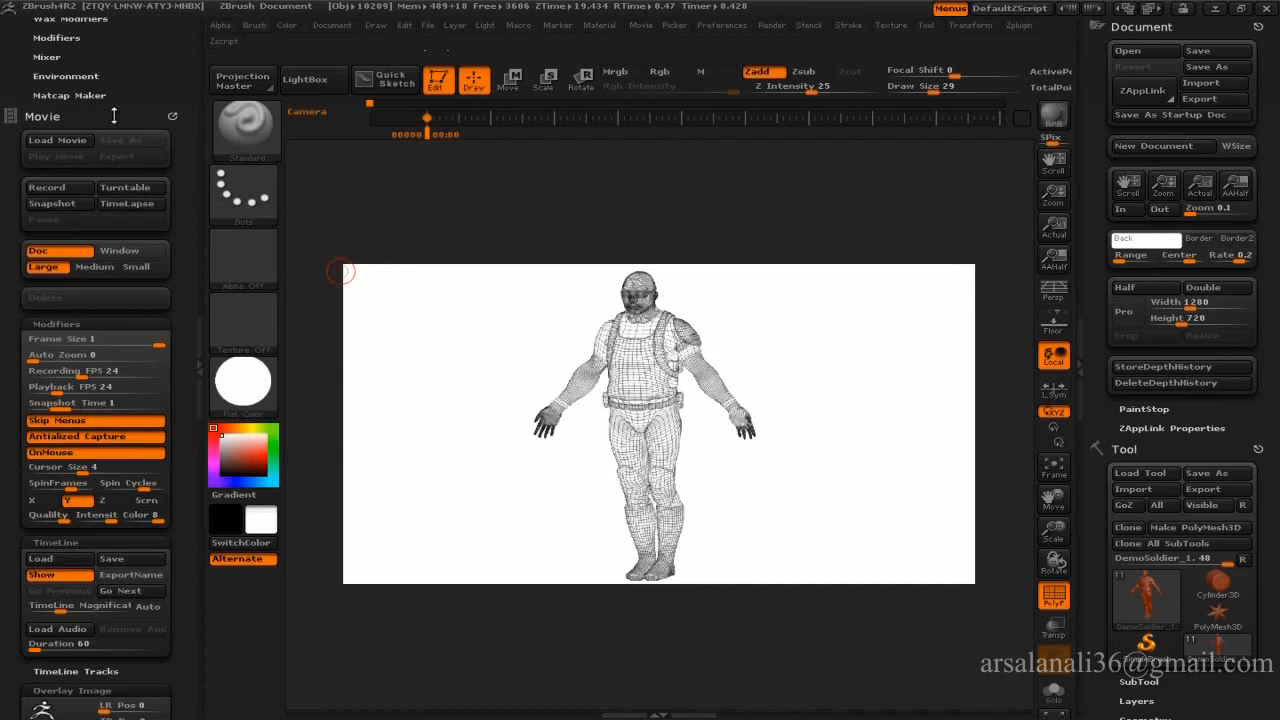 ZBrush4R2 [ZTQY-LMNW-ATYJ-MHBX] ZBrush Document [Obj>10209] Mem>489+18 Free>3606 ZTime>19.434 RTime>0.47 Timer>0.428 Menus DefaultZScript
Alpha Brush Color Document Draw Edit File Layer Light Macro Marker Material Movie Picker Preferences Render Stencil Stroke Texture Tool Transform Zplugin
Zscript
Wax Modifiers
Modifiers
Mixer
Environment
Matcap Maker
Movie
Load Movie Save As
Play Movie Export
Record Turntable
Snapshot TimeLapse
Pause
Doc Window
Large Medium Small
Delete
Modifiers
Frame Size 1
Auto Zoom 0
Recording FPS 24
Playback FPS 24
Snapshot Time 1
Skip Menus
Antialized Capture
OnMouse
Cursor Size 4
SpinFrames Spin Cycles
X Y Z Scrn
Quality Intensit Color 8
TimeLine
Load Save
Show ExportName
Go Previous Go Next
TimeLine Magnificat Auto
Load Audio Remove Aud
Duration 60
TimeLine Tracks
Overlay Image
LR Pos 0
Projection Master
LightBox
Quick Sketch
Edit
Draw
Move
Scale
Rotate
Mrgb Rgb M
Rgb Intensity
Zadd Zsub Zcut
Z Intensity 25
Focal Shift 0
Draw Size 29
ActivePo
TotalPoi
Camera
00000 00:00
Standard
Dots
Alpha Off
Texture Off
Flat Color
Gradient
SwitchColor
Alternate
BPR
SPix
Scroll
Zoom
Actual
AAHalf
Persp
Floor
Local
L.Sym
XYZ
Frame
Move
Scale
Rotate
PolyF
Transp
Solo
Document
Open Save
Revert Save As
ZAppLink Import
Export
Save As Startup Doc
New Document WSize
Scroll Zoom Actual AAHalf
In Out Zoom 0.1
Back Border Border2
Range Center Rate 0.2
Half Double
Pro Width 1280
Height 720
Crop Resize
StoreDepthHistory
DeleteDepthHistory
PaintStop
ZAppLink Properties
Tool
Load Tool Save As
Import Export
GoZ All Visible R
Clone Make PolyMesh3D
Clone All SubTools
DemoSoldier_1. 40 R
11
DemoSoldier_1
Cylinder3D
PolyMesh3D
SimpleBrush
11
DemoSoldier_1
SubTool
Layers
arsalanali36@gmail.com